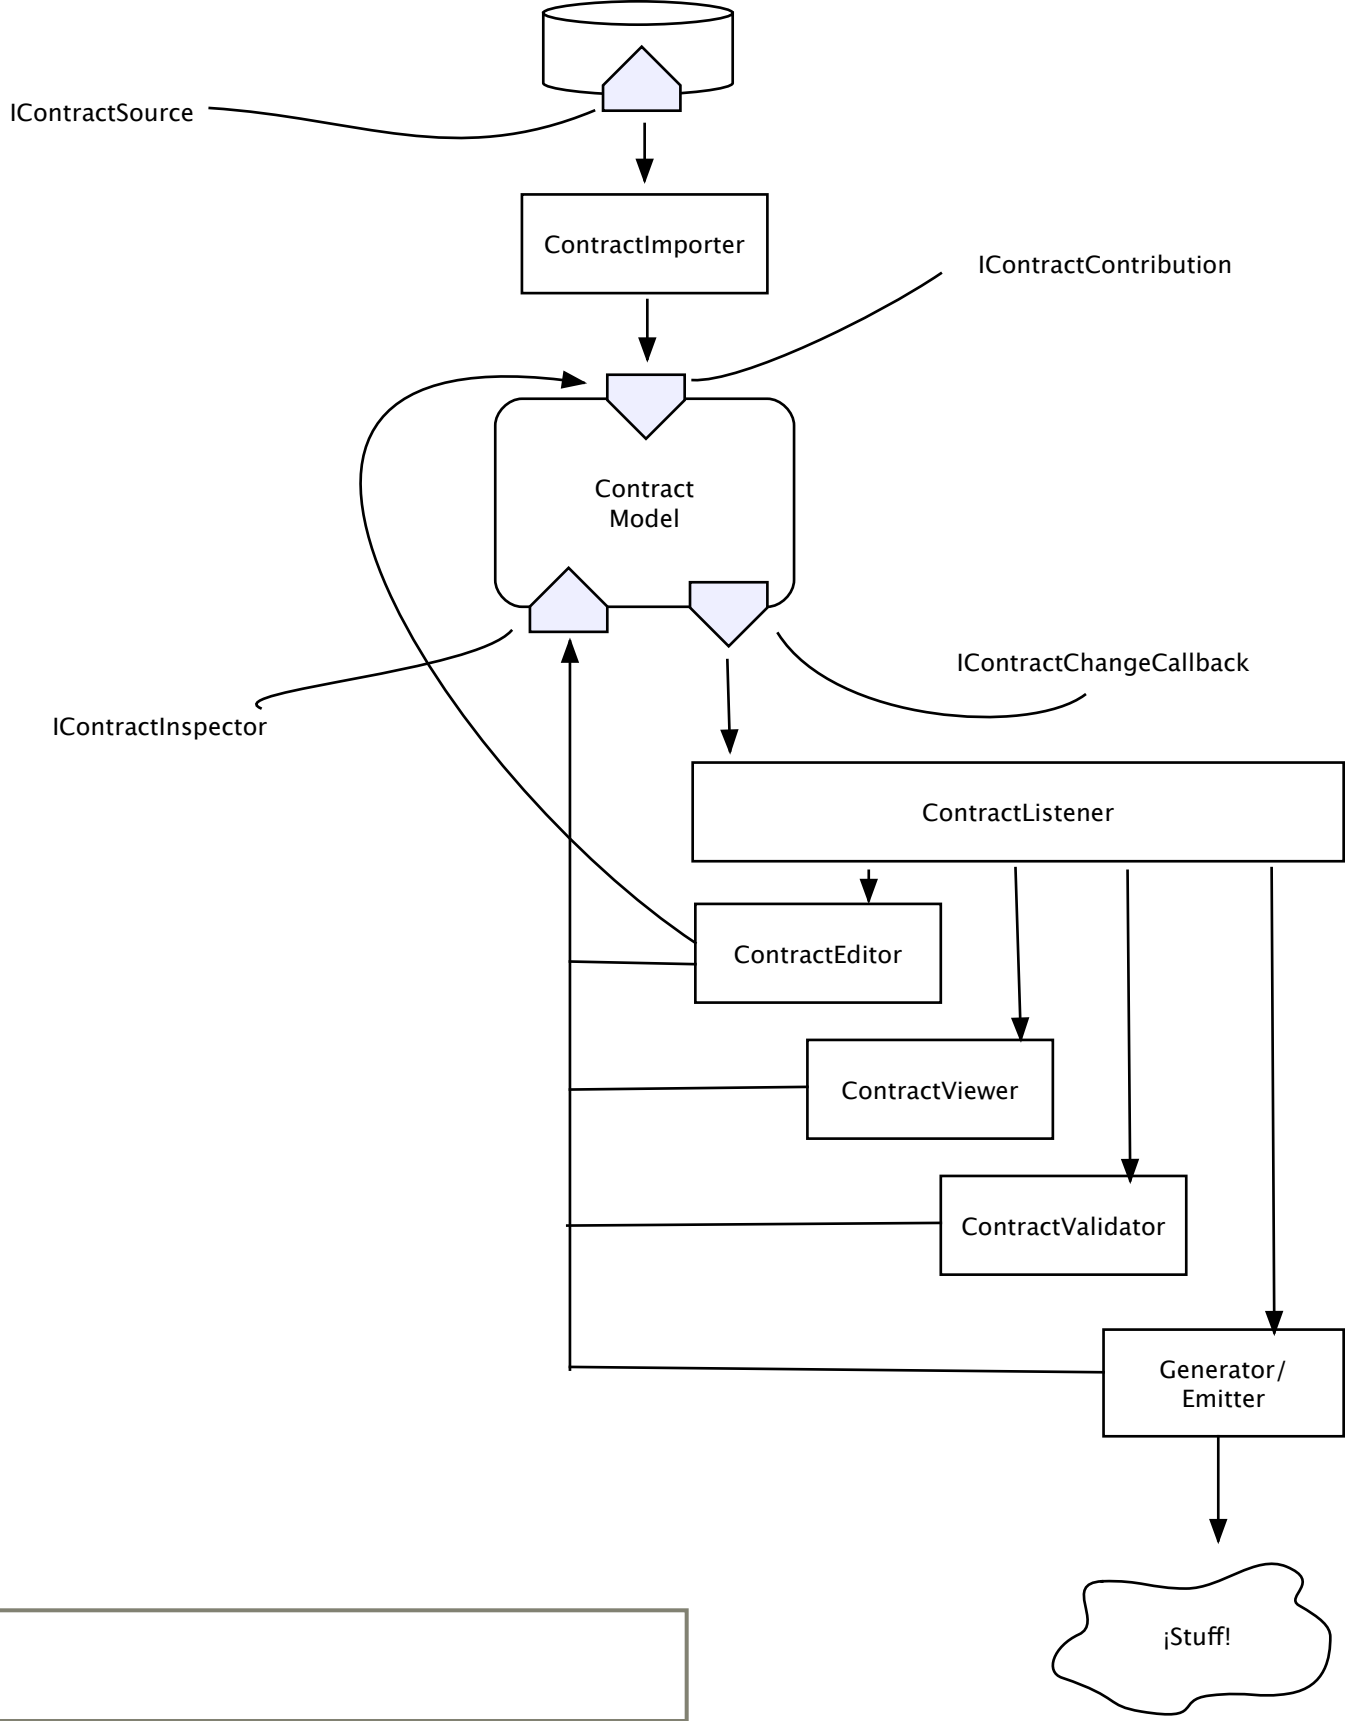 IContractSource
ContractImporter
IContractContribution
Contract
Model
IContractChangeCallback
IContractInspector
ContractListener
ContractEditor
ContractViewer
ContractValidator
Generator/
Emitter
¡Stuff!